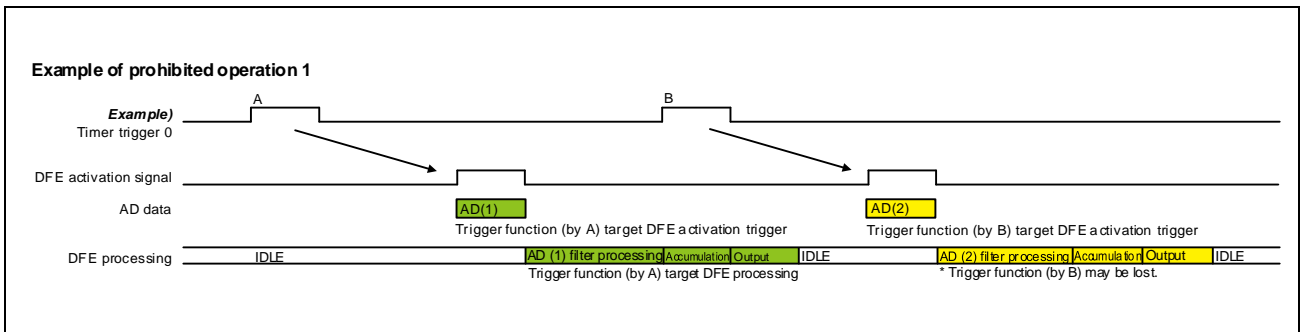 Example of prohibited operation 1
A
B
Example)
Timer trigger 0
DFE activation signal
AD data
AD(1)
AD(2)
Trigger function (by A) target DFE activation trigger
Trigger function (by B) target DFE activation trigger
DFE processing
IDLE
AD (1) filter processing
Accumulation
Output
IDLE
AD (2) filter processing
Accumulation
Output
IDLE
Trigger function (by A) target DFE processing
* Trigger function (by B) may be lost.